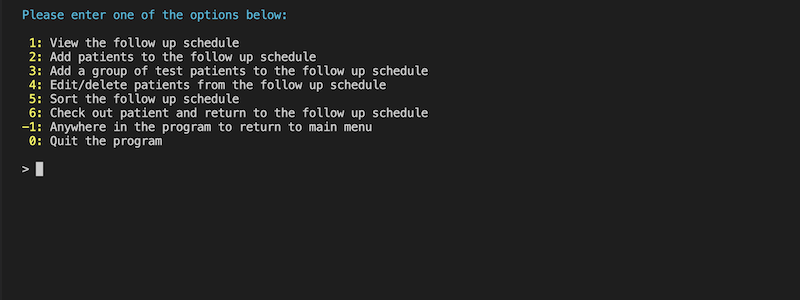 Please enter one of the options below:
1: View the follow up schedule
2: Add patients to the follow up schedule
3: Add a group of test patients to the follow up schedule
4: Edit/delete patients from the follow up schedule
5: Sort the follow up schedule
6: Check out patient and return to the follow up schedule
-1: Anywhere in the program to return to main menu
0: Quit the program
>